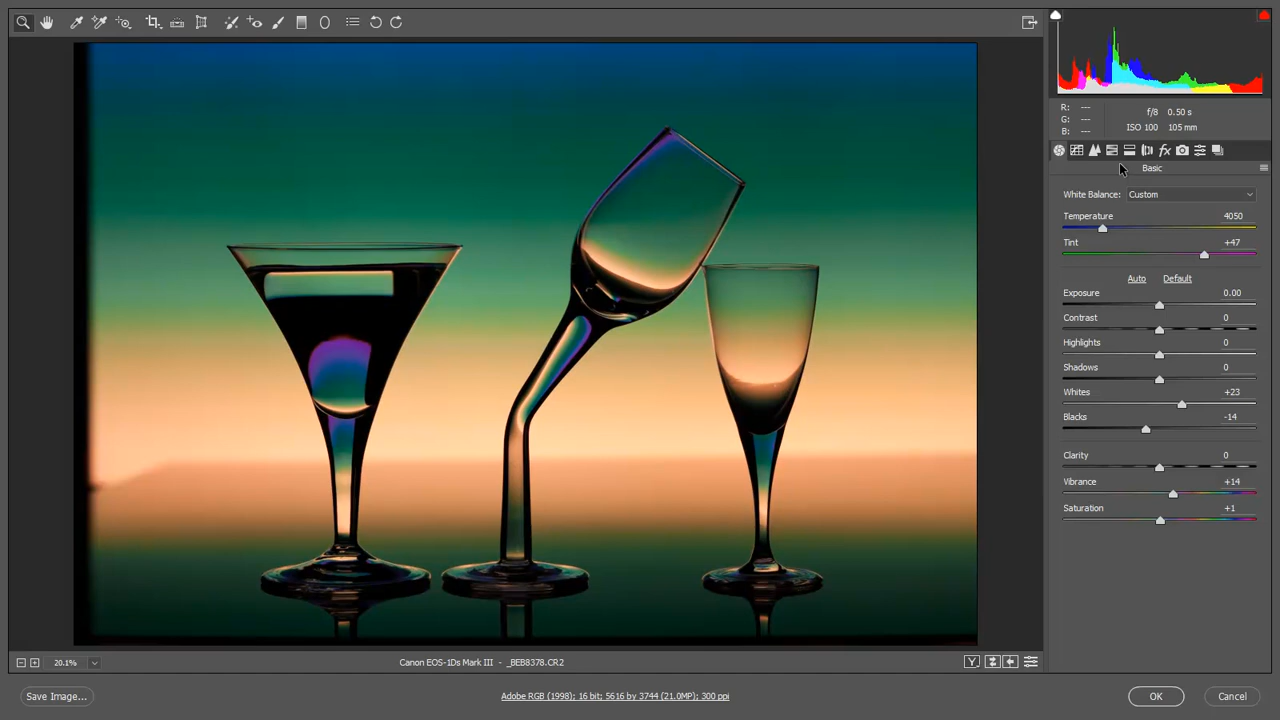 R: ---
G: ---
B: ---
f/8 0.50 s
ISO 100 105 mm
Basic
White Balance: Custom
Temperature 4050
Tint +47
Auto Default
Exposure 0.00
Contrast 0
Highlights 0
Shadows 0
Whites +23
Blacks -14
Clarity 0
Vibrance +14
Saturation +1
20.1%
Canon EOS-1Ds Mark III - _BEB8378.CR2
Y
Save Image...
Adobe RGB (1998); 16 bit; 5616 by 3744 (21.0MP); 300 ppi
OK
Cancel